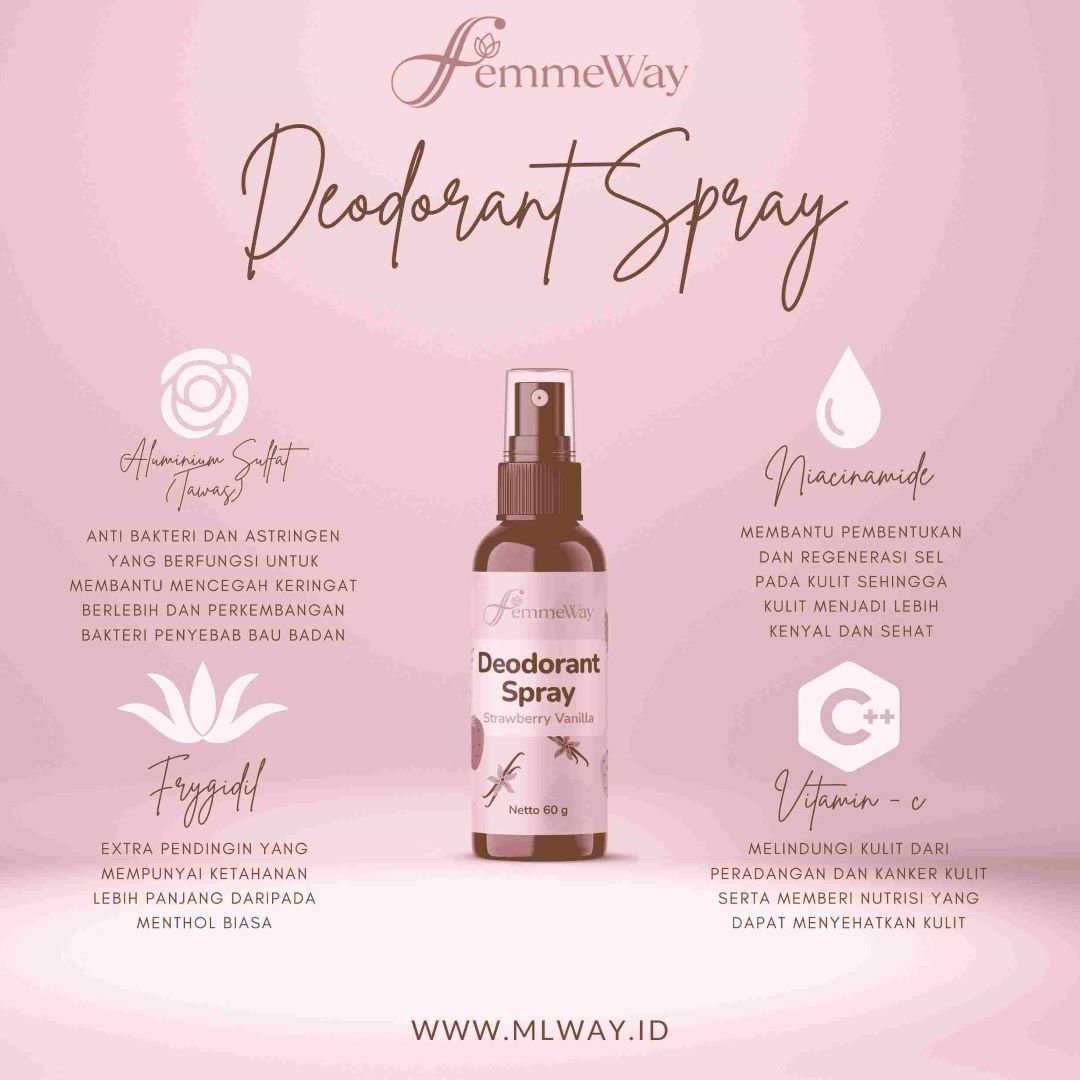 FemmeWay
Deodorant Spray
Aluminium Sulfat
(Tawas)
ANTI BAKTERI DAN ASTRINGEN
YANG BERFUNGSI UNTUK
MEMBANTU MENCEGAH KERINGAT
BERLEBIH DAN PERKEMBANGAN
BAKTERI PENYEBAB BAU BADAN
Frygidil
EXTRA PENDINGIN YANG
MEMPUNYAI KETAHANAN
LEBIH PANJANG DARIPADA
MENTHOL BIASA
FemmeWay
Deodorant
Spray
Strawberry Vanilla
Netto 60 g
Niacinamide
MEMBANTU PEMBENTUKAN
DAN REGENERASI SEL
PADA KULIT SEHINGGA
KULIT MENJADI LEBIH
KENYAL DAN SEHAT
C++
Vitamin - c
MELINDUNGI KULIT DARI
PERADANGAN DAN KANKER KULIT
SERTA MEMBERI NUTRISI YANG
DAPAT MENYEHATKAN KULIT
WWW.MLWAY.ID